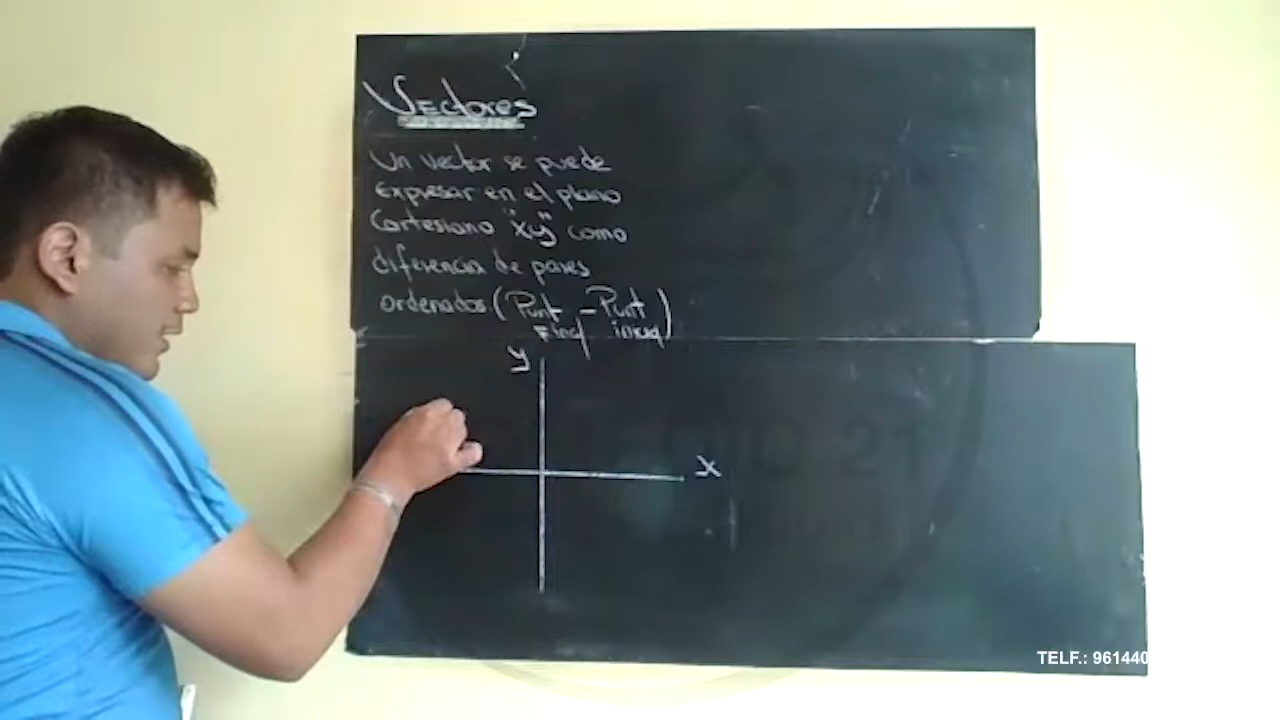 Vectores
Un vector se puede
Expresar en el plano
Cartesiano "xy" como
diferencia de pares
ordenados (Punt - Punt)
Final inicial
y
x
TELF.: 961440